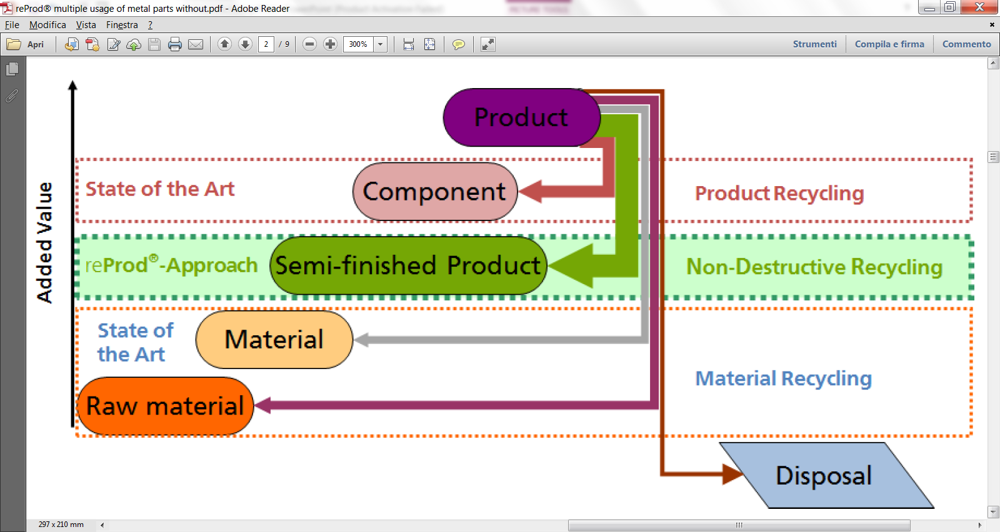 reProd® multiple usage of metal parts without.pdf - Adobe Reader
File Modifica Vista Finestra ?
Apri 2 / 9 300% Strumenti Compila e firma Commento
Added Value
Product
State of the Art Component Product Recycling
reProd®-Approach Semi-finished Product Non-Destructive Recycling
State of
the Art
Material
Material Recycling
Raw material
Disposal
297 x 210 mm